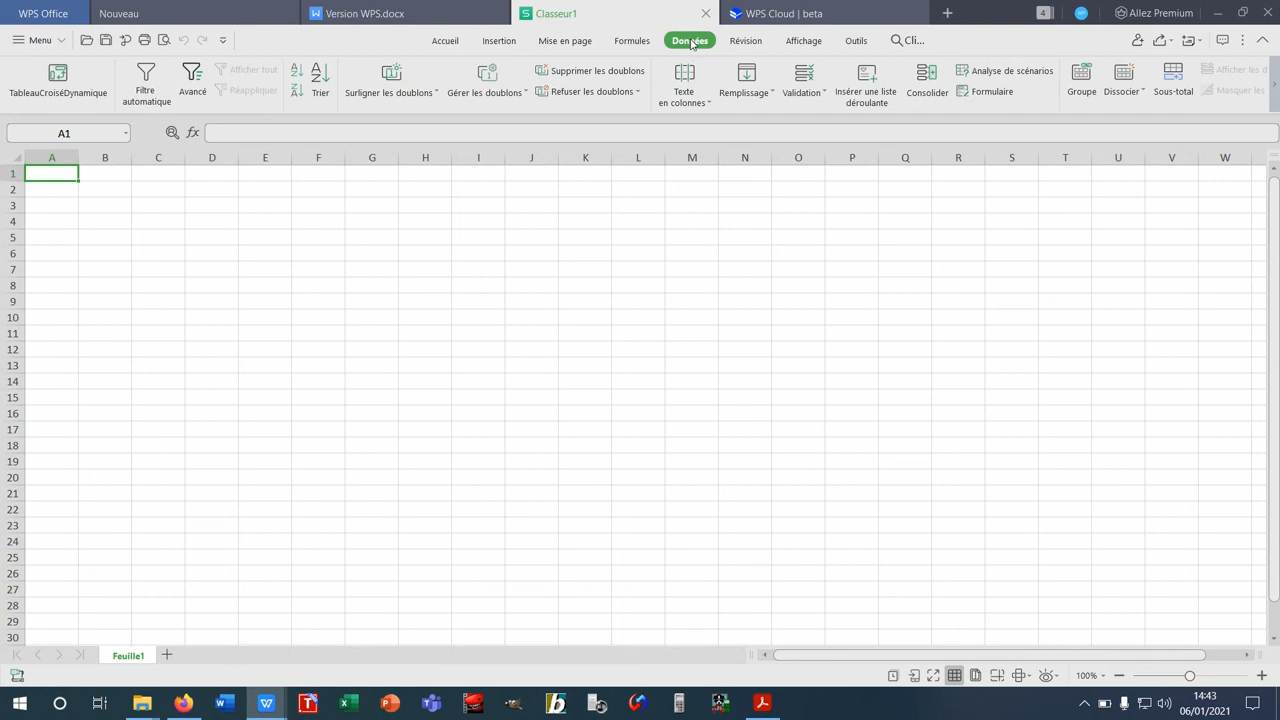 WPS Office
Nouveau
Version WPS.docx
Classeur1
WPS Cloud | beta
4
Allez Premium
Menu
Accueil
Insertion
Mise en page
Formules
Données
Révision
Affichage
Outils
Cli...
TableauCroiséDynamique
Filtre
automatique
Avancé
Afficher tout
Réappliquer
Trier
Surligner les doublons
Gérer les doublons
Supprimer les doublons
Refuser les doublons
Texte
en colonnes
Remplissage
Validation
Insérer une liste
déroulante
Consolider
Analyse de scénarios
Formulaire
Groupe
Dissocier
Sous-total
Afficher les d
Masquer les
A1
fx
A B C D E F G H I J K L M N O P Q R S T U V W
1
2
3
4
5
6
7
8
9
10
11
12
13
14
15
16
17
18
19
20
21
22
23
24
25
26
27
28
29
30
Feuille1
100%
14:43
06/01/2021